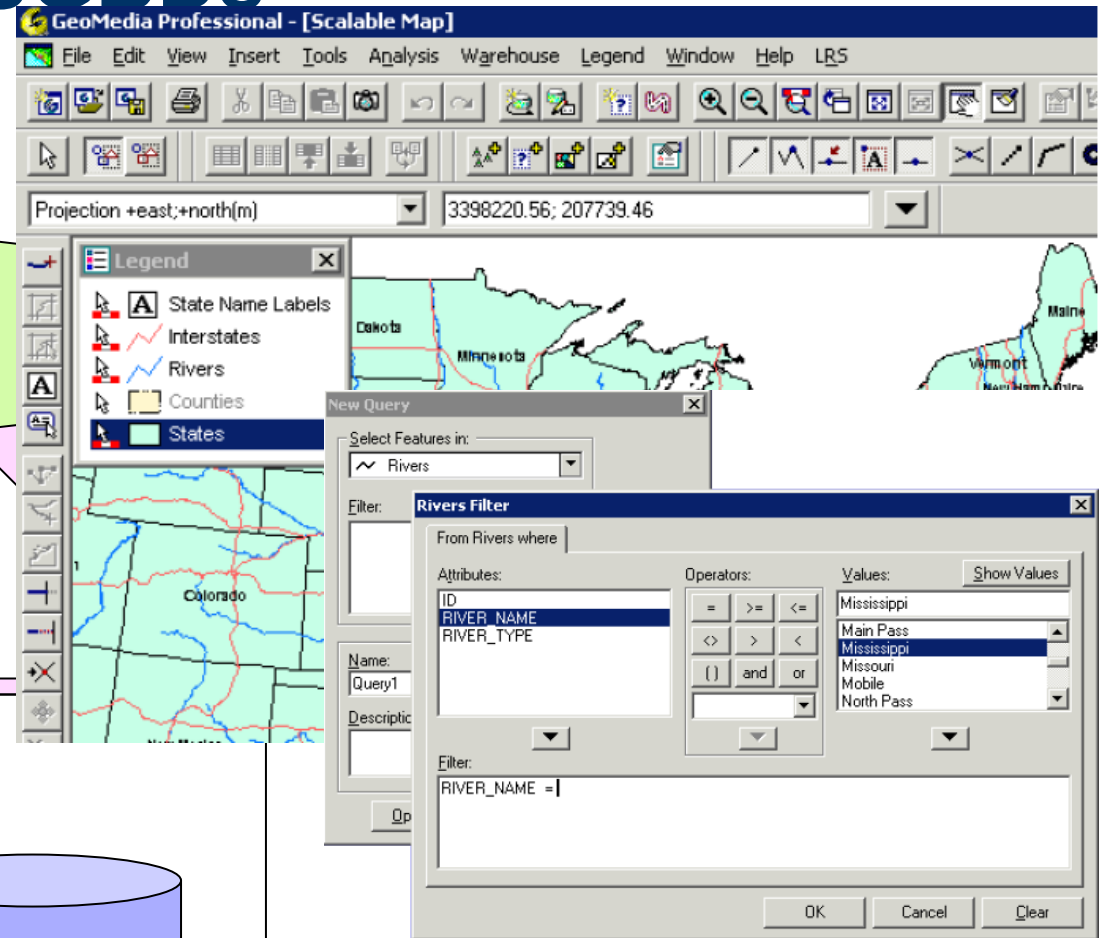 GeoMedia Professional - [Scalable Map]
File Edit View Insert Tools Analysis Warehouse Legend Window Help LRS
Projection +east;+north(m) 3398220.56; 207739.46
Legend
A State Name Labels
Interstates
Rivers
Counties
States
Dakota
Minnesota
Maine
Vermont
Colorado
New Query
Select Features in:
Rivers
Filter:
Name:
Query1
Descriptic
Op
Rivers Filter
From Rivers where
Attributes:
ID
RIVER_NAME
RIVER_TYPE
Operators:
= >= <=
<> > <
() and or
Values:
Show Values
Mississippi
Main Pass
Mississippi
Missouri
Mobile
North Pass
Filter:
RIVER_NAME =
OK Cancel Clear